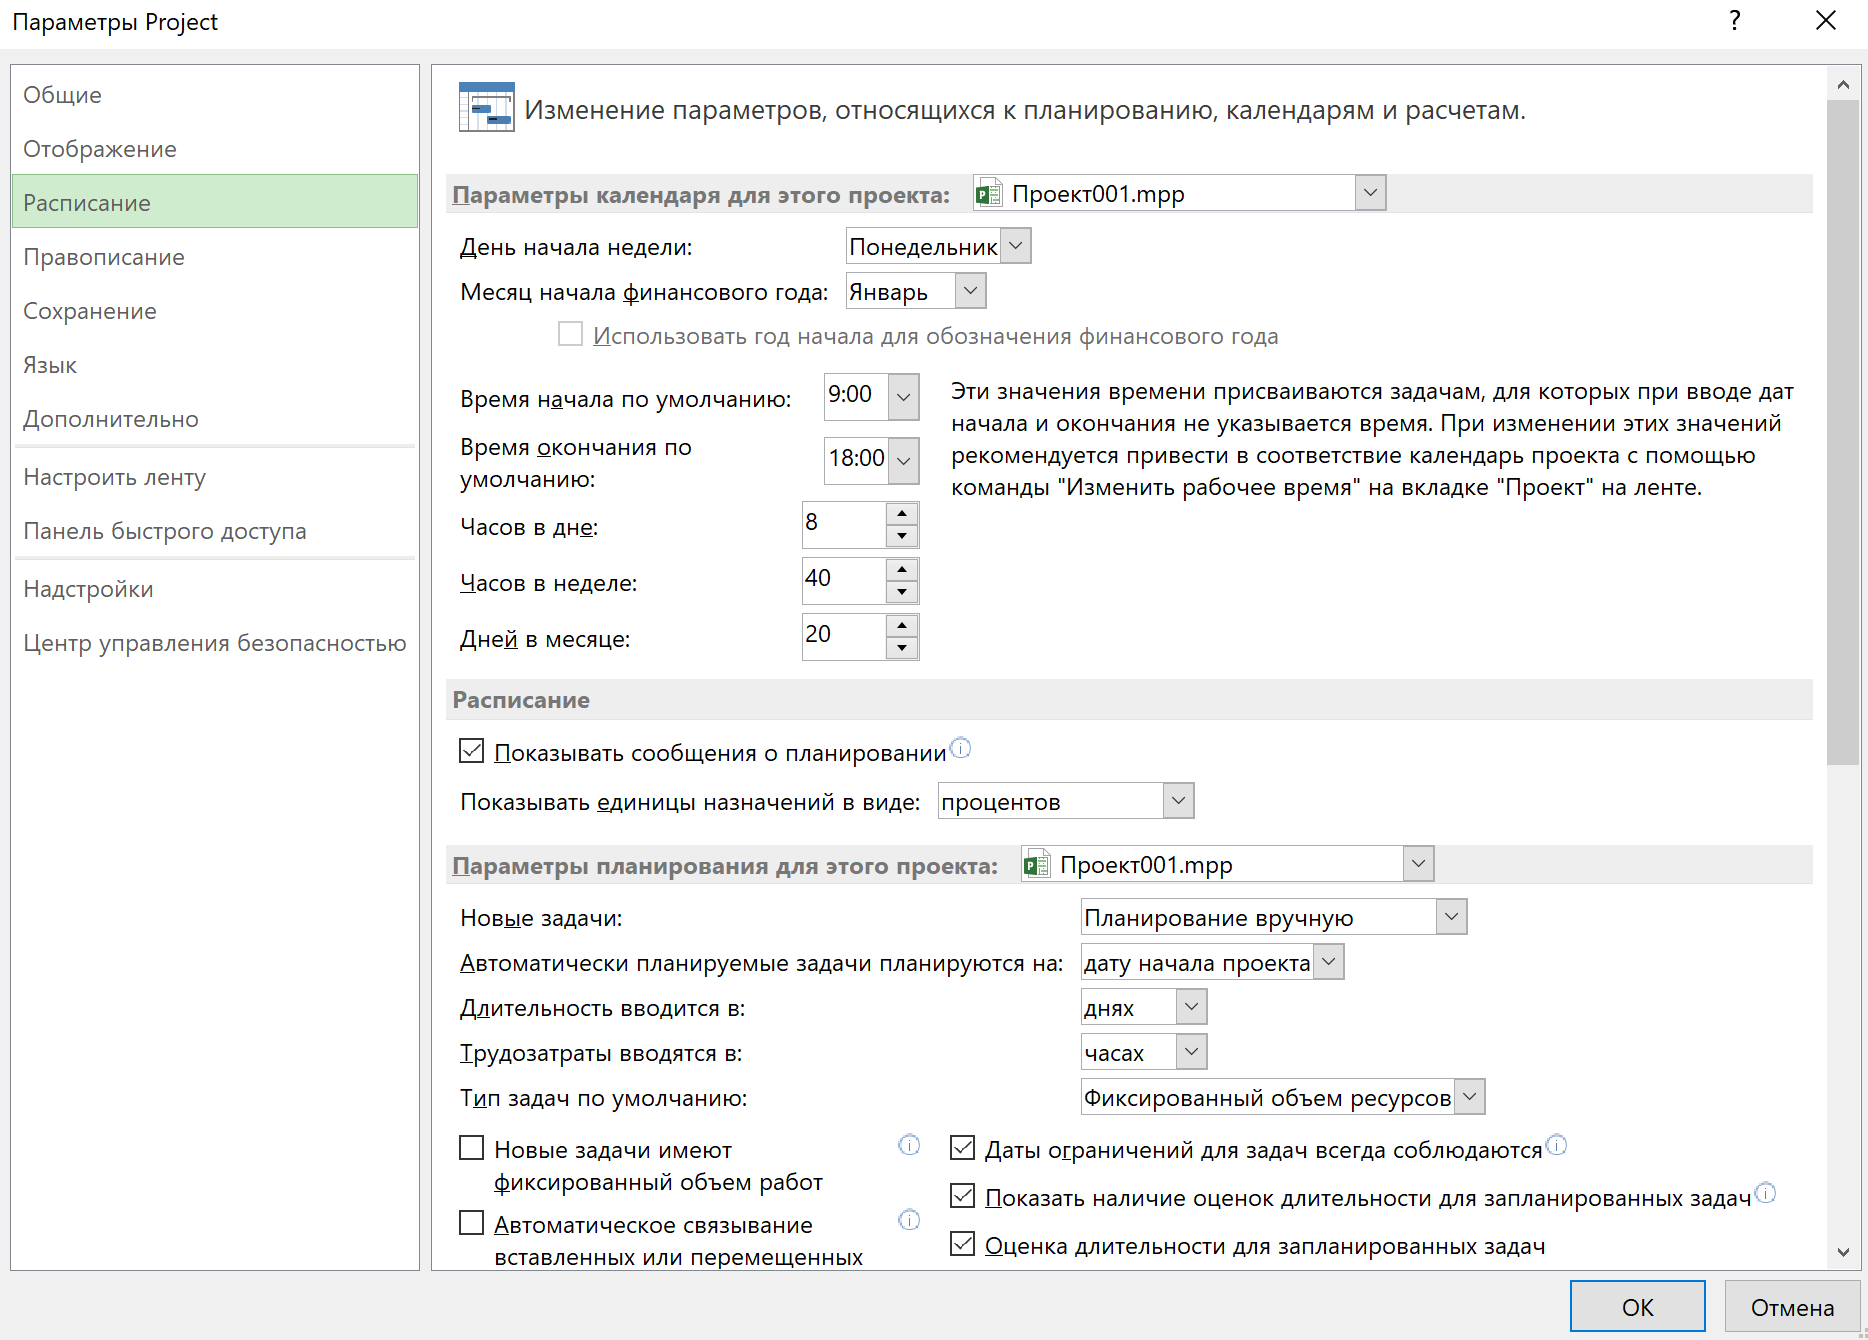 Параметры Project
?
Общие
Отображение
Расписание
Правописание
Сохранение
Язык
Дополнительно
Настроить ленту
Панель быстрого доступа
Надстройки
Центр управления безопасностью
Изменение параметров, относящихся к планированию, календарям и расчетам.
Параметры календаря для этого проекта: Проект001.mpp
День начала недели: Понедельник
Месяц начала финансового года: Январь
Использовать год начала для обозначения финансового года
Время начала по умолчанию: 9:00
Время окончания по
умолчанию: 18:00
Эти значения времени присваиваются задачам, для которых при вводе дат
начала и окончания не указывается время. При изменении этих значений
рекомендуется привести в соответствие календарь проекта с помощью
команды "Изменить рабочее время" на вкладке "Проект" на ленте.
Часов в дне: 8
Часов в неделе: 40
Дней в месяце: 20
Расписание
Показывать сообщения о планировании
Показывать единицы назначений в виде: процентов
Параметры планирования для этого проекта: Проект001.mpp
Новые задачи: Планирование вручную
Автоматически планируемые задачи планируются на: дату начала проекта
Длительность вводится в: днях
Трудозатраты вводятся в: часах
Тип задач по умолчанию: Фиксированный объем ресурсов
Новые задачи имеют
фиксированный объем работ
Автоматическое связывание
вставленных или перемещенных
Даты ограничений для задач всегда соблюдаются
Показать наличие оценок длительности для запланированных задач
Оценка длительности для запланированных задач
ОК
Отмена